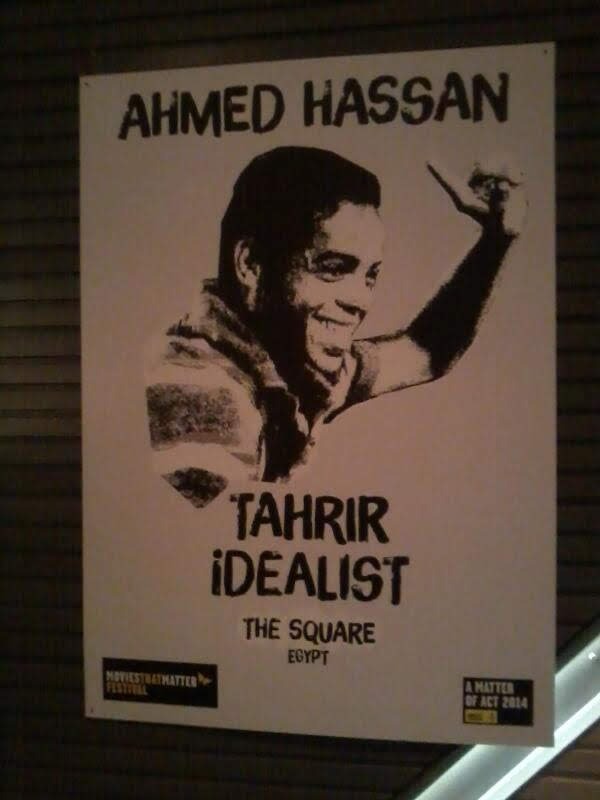 AHMED HASSAN
TAHRIR
iDEALIST
THE SQUARE
EGYPT
MOVIESTHATMATTER
FESTIVAL
A MATTER
OF ACT 2014